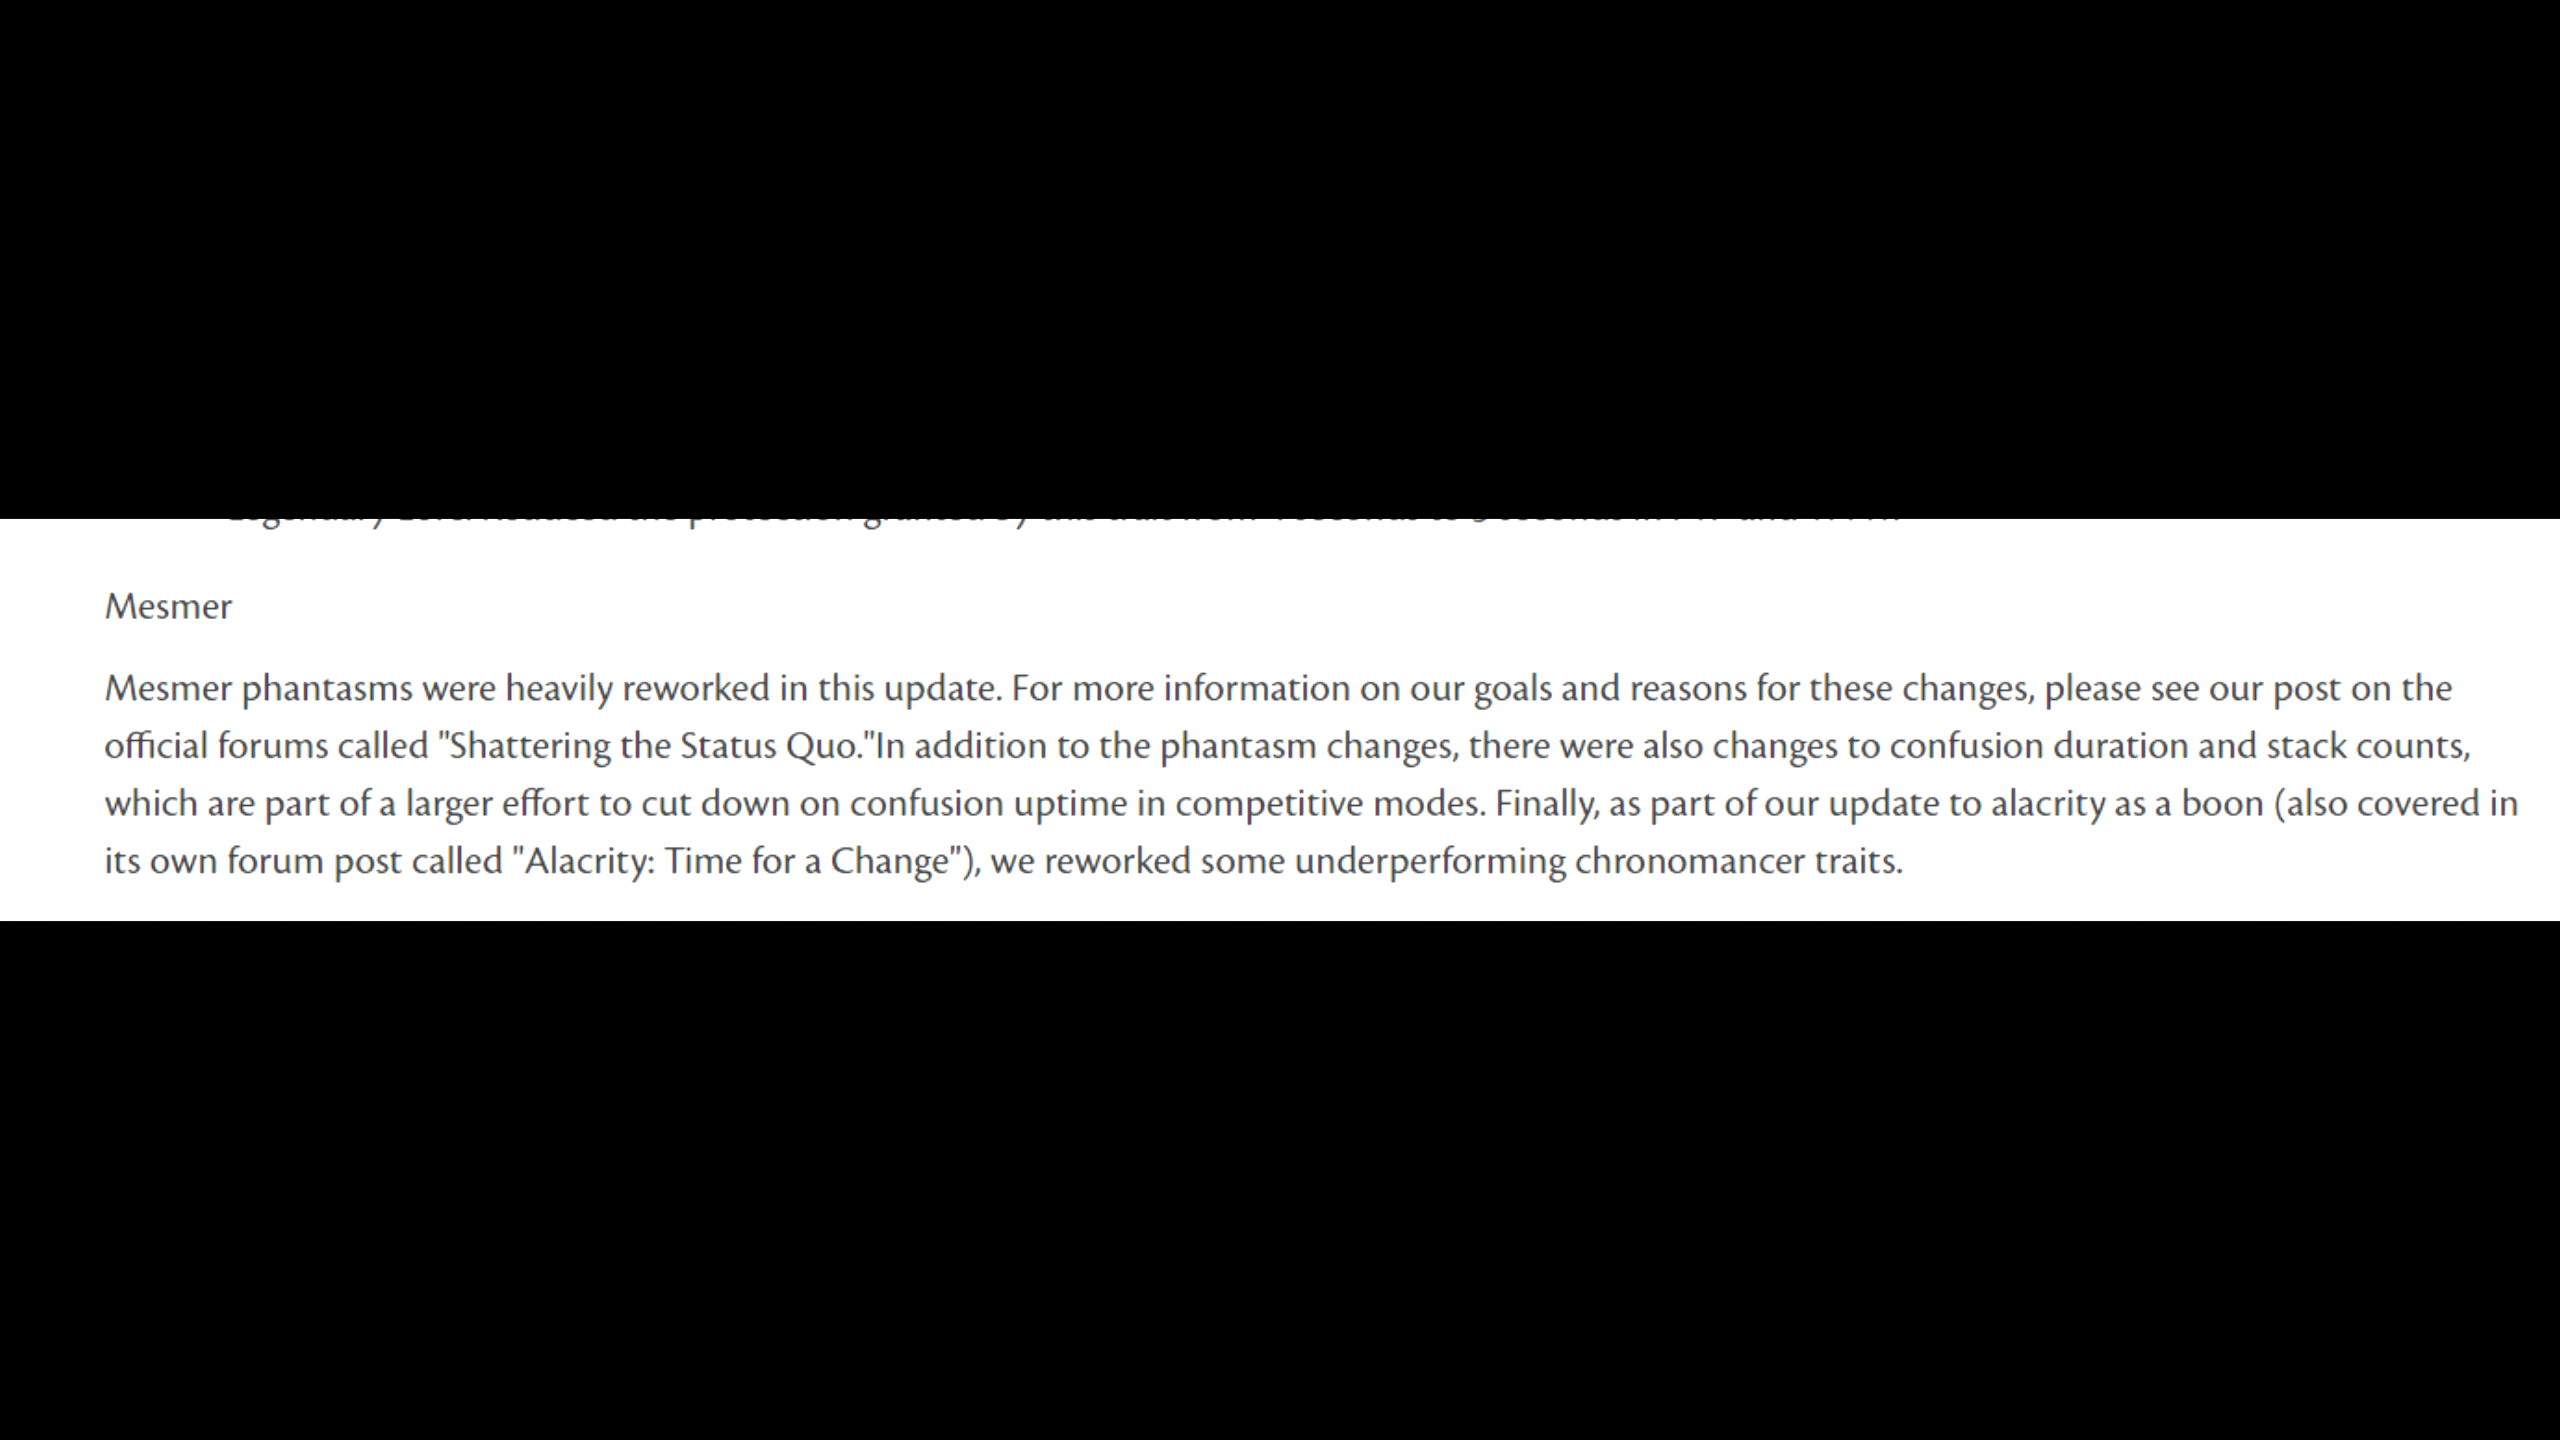 Mesmer
Mesmer phantasms were heavily reworked in this update. For more information on our goals and reasons for these changes, please see our post on the
official forums called "Shattering the Status Quo."In addition to the phantasm changes, there were also changes to confusion duration and stack counts,
which are part of a larger effort to cut down on confusion uptime in competitive modes. Finally, as part of our update to alacrity as a boon (also covered in
its own forum post called "Alacrity: Time for a Change"), we reworked some underperforming chronomancer traits.